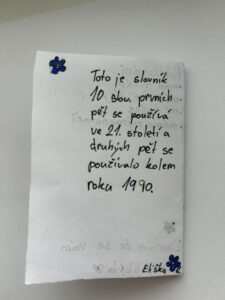 Toto je slovník
10 slov prvních
pět se používá
ve 21. století a
druhých pět se
používalo kolem
roku 1990.
Eliška